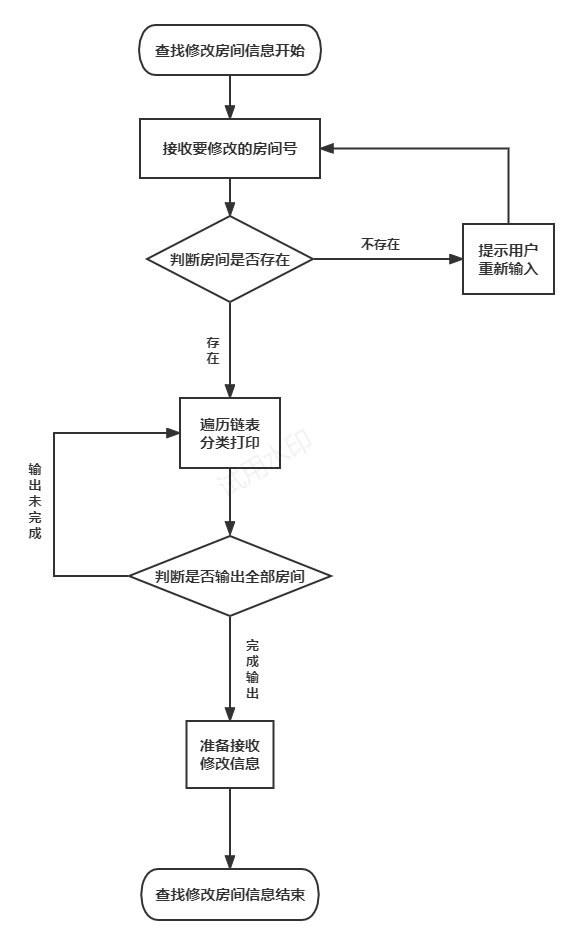 查找修改房间信息开始
接收要修改的房间号
判断房间是否存在
不存在
提示用户
重新输入
存
在
遍历链表
分类打印
试用水印
输
出
未
完
成
判断是否输出全部房间
完
成
输
出
准备接收
修改信息
查找修改房间信息结束